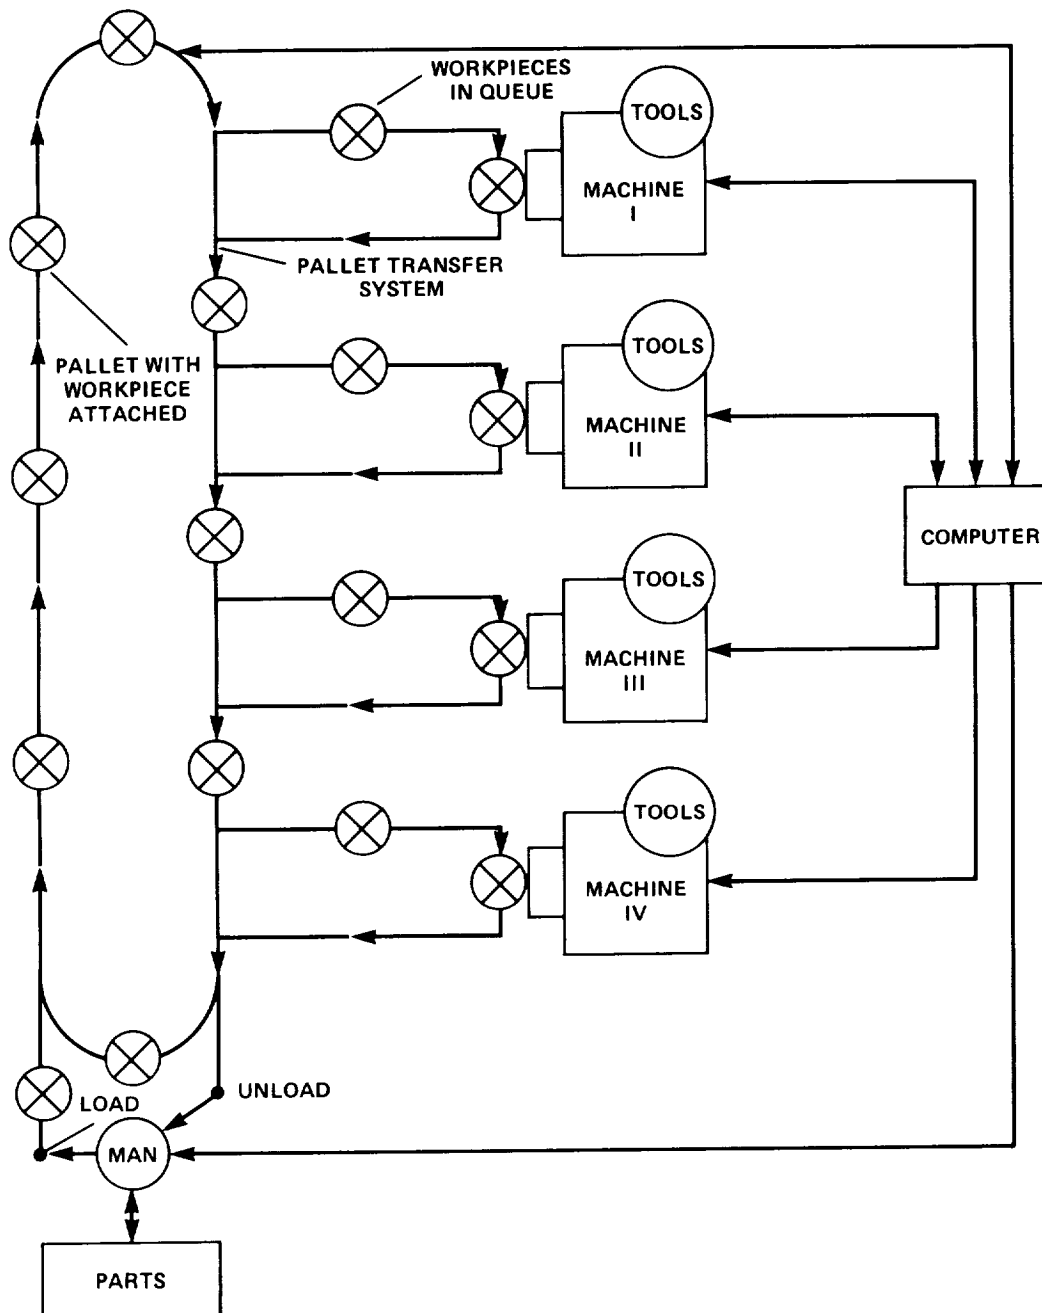 WORKPIECES
IN QUEUE
TOOLS
MACHINE
I
PALLET TRANSFER
SYSTEM
PALLET WITH
WORKPIECE
ATTACHED
TOOLS
MACHINE
II
COMPUTER
TOOLS
MACHINE
III
TOOLS
MACHINE
IV
UNLOAD
LOAD
MAN
PARTS